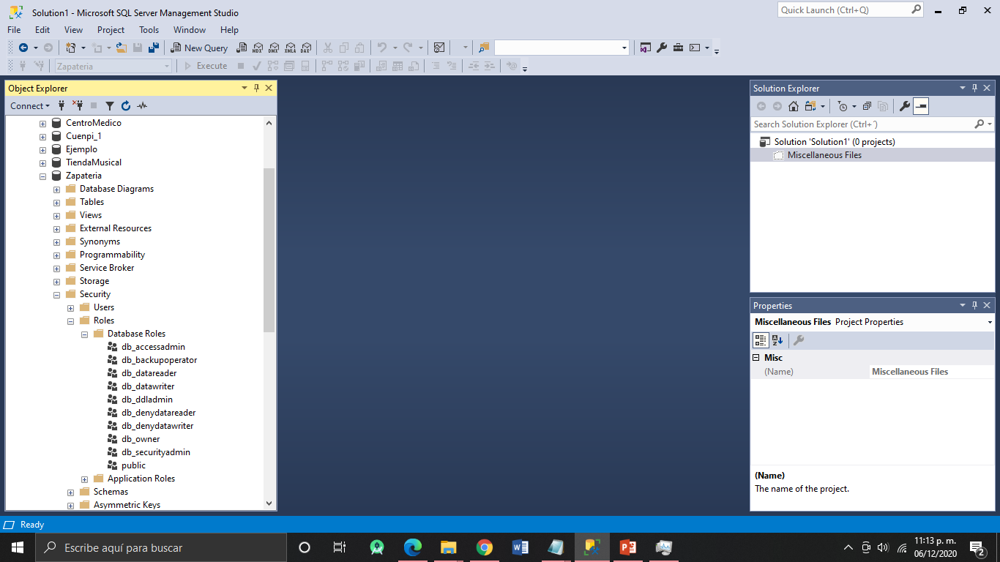 Solution1 - Microsoft SQL Server Management Studio
Quick Launch (Ctrl+Q)
File Edit View Project Tools Window Help
New Query MDX DMX XMLA DAX
Zapateria Execute
Object Explorer
Connect
CentroMedico
Cuenpi_1
Ejemplo
TiendaMusical
Zapateria
Database Diagrams
Tables
Views
External Resources
Synonyms
Programmability
Service Broker
Storage
Security
Users
Roles
Database Roles
db_accessadmin
db_backupoperator
db_datareader
db_datawriter
db_ddladmin
db_denydatareader
db_denydatawriter
db_owner
db_securityadmin
public
Application Roles
Schemas
Asymmetric Keys
Solution Explorer
Search Solution Explorer (Ctrl+´)
Solution 'Solution1' (0 projects)
Miscellaneous Files
Properties
Miscellaneous Files Project Properties
Misc
(Name) Miscellaneous Files
(Name)
The name of the project.
Ready
Escribe aquí para buscar
11:13 p. m.
06/12/2020
2